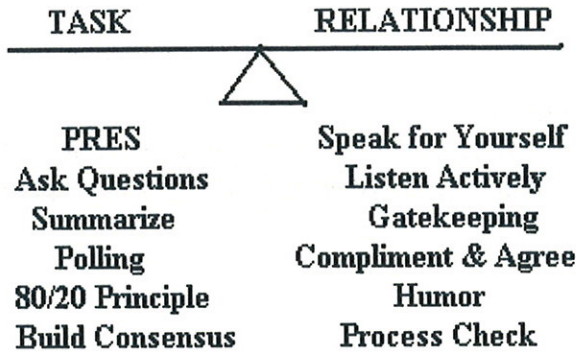 TASK
RELATIONSHIP
PRES
Ask Questions
Summarize
Polling
80/20 Principle
Build Consensus
Speak for Yourself
Listen Actively
Gatekeeping
Compliment & Agree
Humor
Process Check